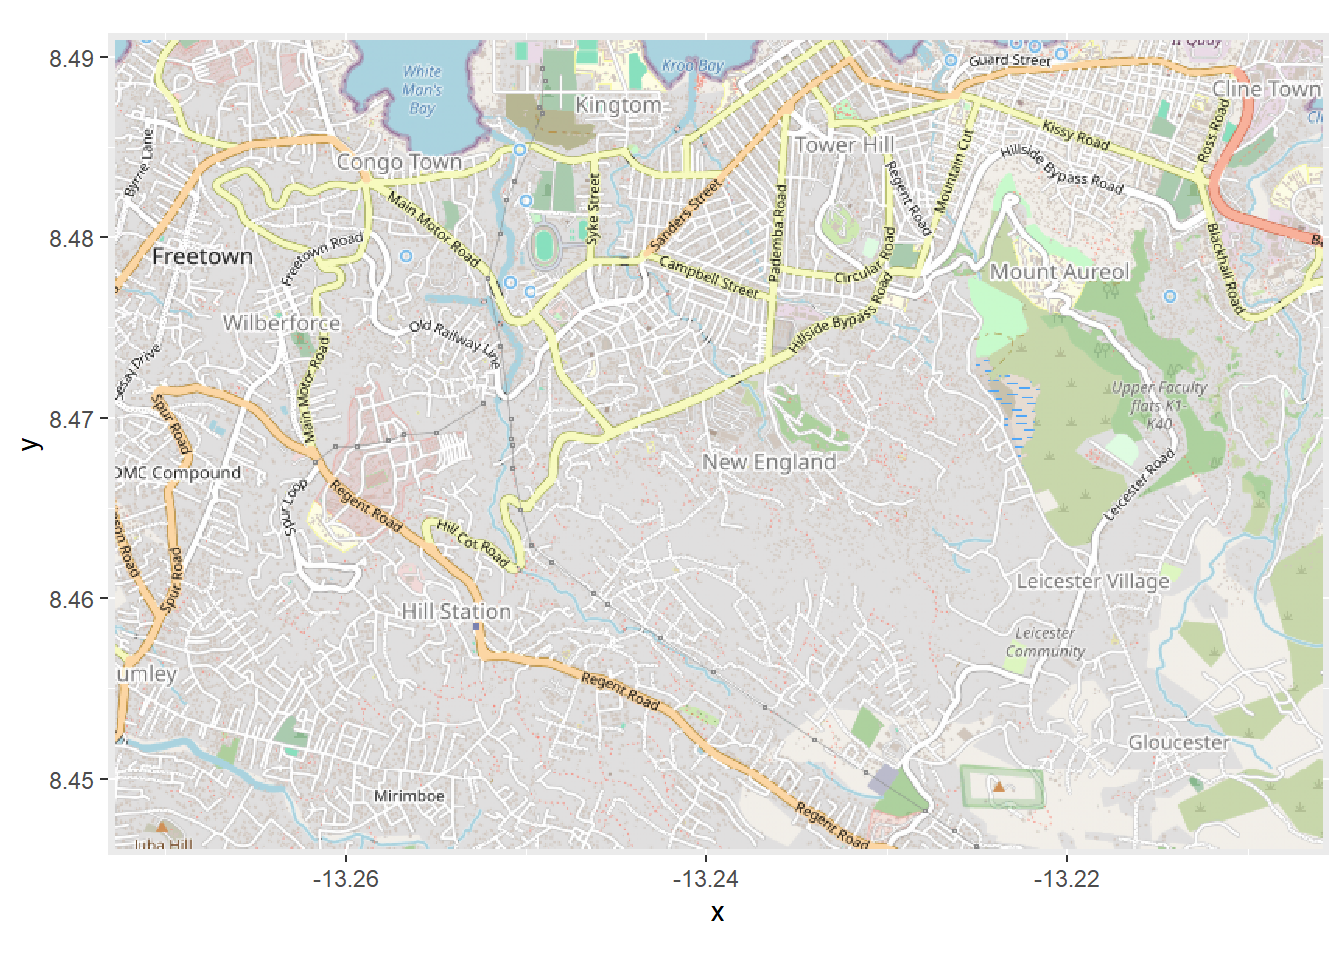 8.49
8.48
8.47
8.46
8.45
y
White
Man's
Bay
Kroo Bay
Kingtom
Guard Street
Cline Town
Congo Town
Byrne Lane
Tower Hill
Kissy Road
Ross Road
Hillside Bypass Road
Mountain Cut
Regent Road
Main Motor Road
Syke Street
Sanders Street
Pademba Road
Freetown
Freetown Road
Campbell Street
Circular Road
Mount Aureol
Blackhall Road
Wilberforce
Old Railway Line
Hillside Bypass Road
Main Motor Road
Upper Faculty
flats K1-
K40
Spur Road
DMC Compound
New England
Leicester Road
Spur Loop
Regent Road
Hill Cot Road
Spur Road
Leicester Village
Hill Station
Leicester
Community
umley
Regent Road
Gloucester
Mirimboe
Regent Road
Juba Hill
-13.26
-13.24
-13.22
x